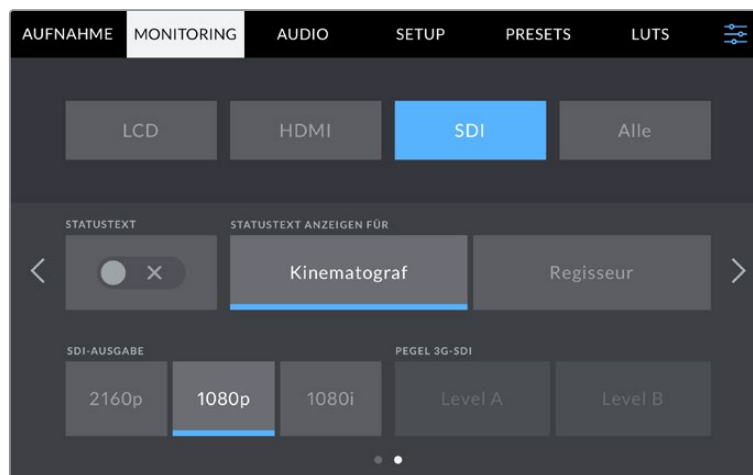 AUFNAHME MONITORING AUDIO SETUP PRESETS LUTS
LCD HDMI SDI Alle
STATUSTEXT STATUSTEXT ANZEIGEN FÜR
Kinematograf Regisseur
SDI-AUSGABE PEGEL 3G-SDI
2160p 1080p 1080i Level A Level B